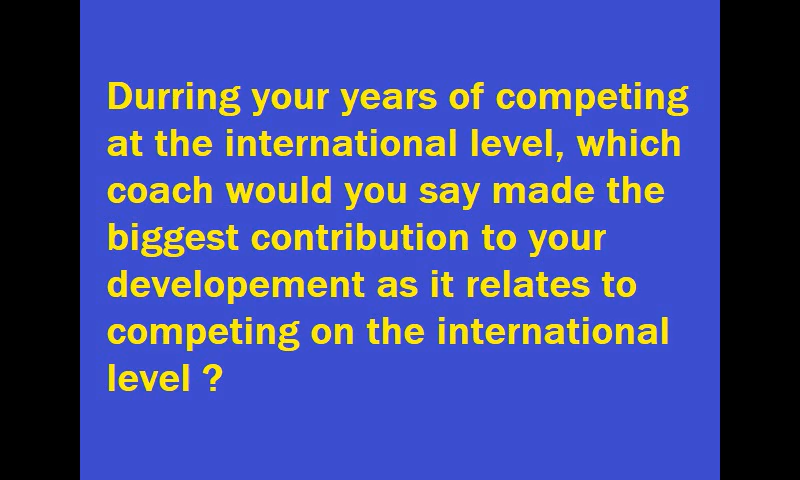 Durring your years of competing
at the international level, which
coach would you say made the
biggest contribution to your
developement as it relates to
competing on the international
level ?